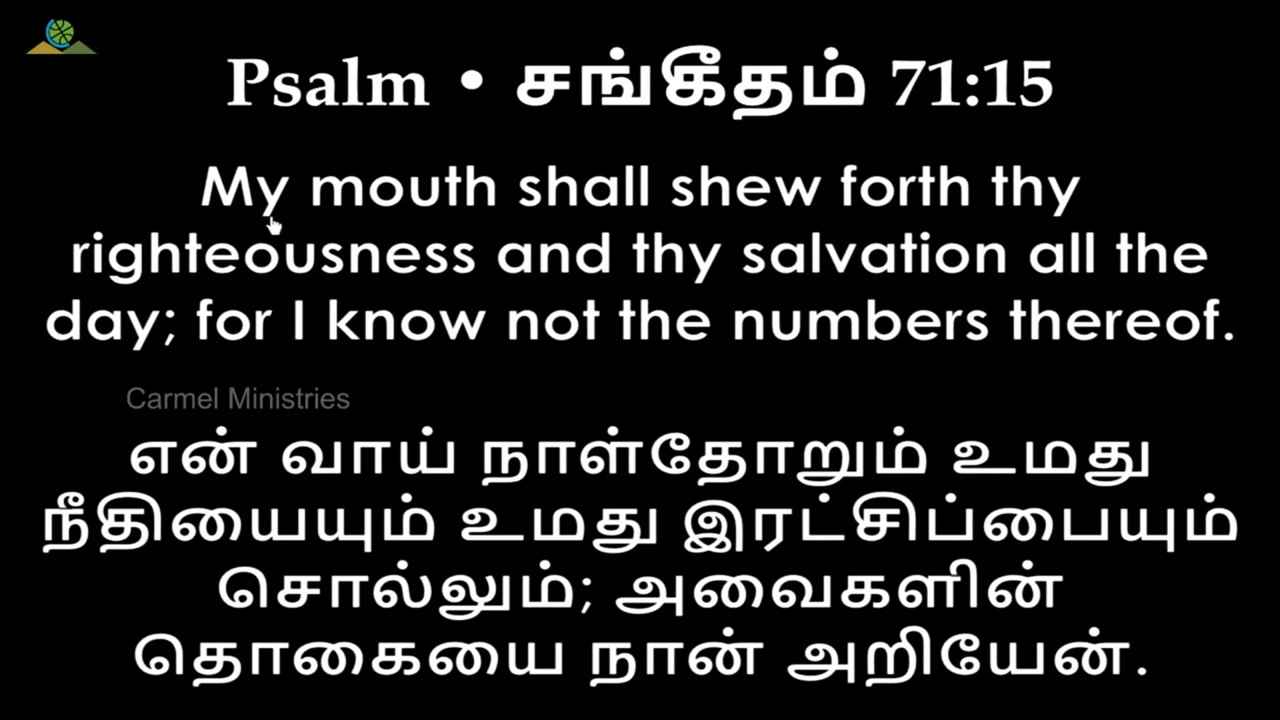 Psalm • சங்கீதம் 71:15
My mouth shall shew forth thy
righteousness and thy salvation all the
day; for I know not the numbers thereof.
Carmel Ministries
என் வாய் நாள்தோறும் உமது
நீதியையும் உமது இரட்சிப்பையும்
சொல்லும்; அவைகளின்
தொகையை நான் அறியேன்.